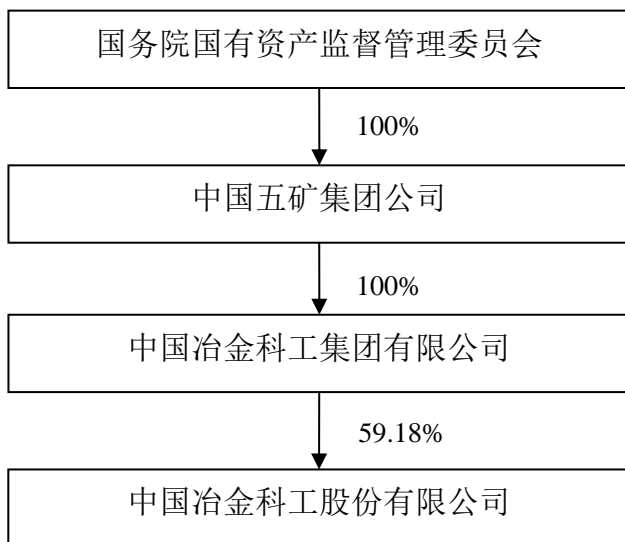 国务院国有资产监督管理委员会
100%
中国五矿集团公司
100%
中国冶金科工集团有限公司
59.18%
中国冶金科工股份有限公司